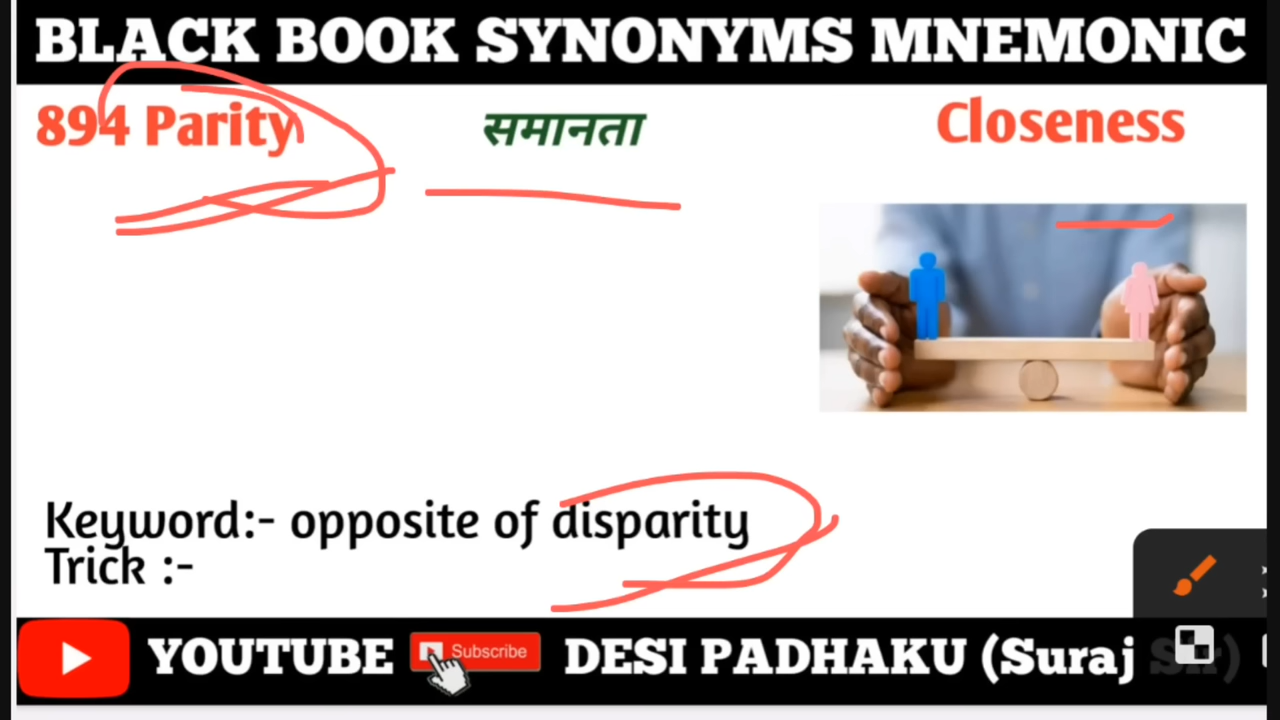 BLACK BOOK SYNONYMS MNEMONIC
894 Parity समानता Closeness
Keyword:- opposite of disparity
Trick :-
YOUTUBE Subscribe DESI PADHAKU (Suraj Sir)